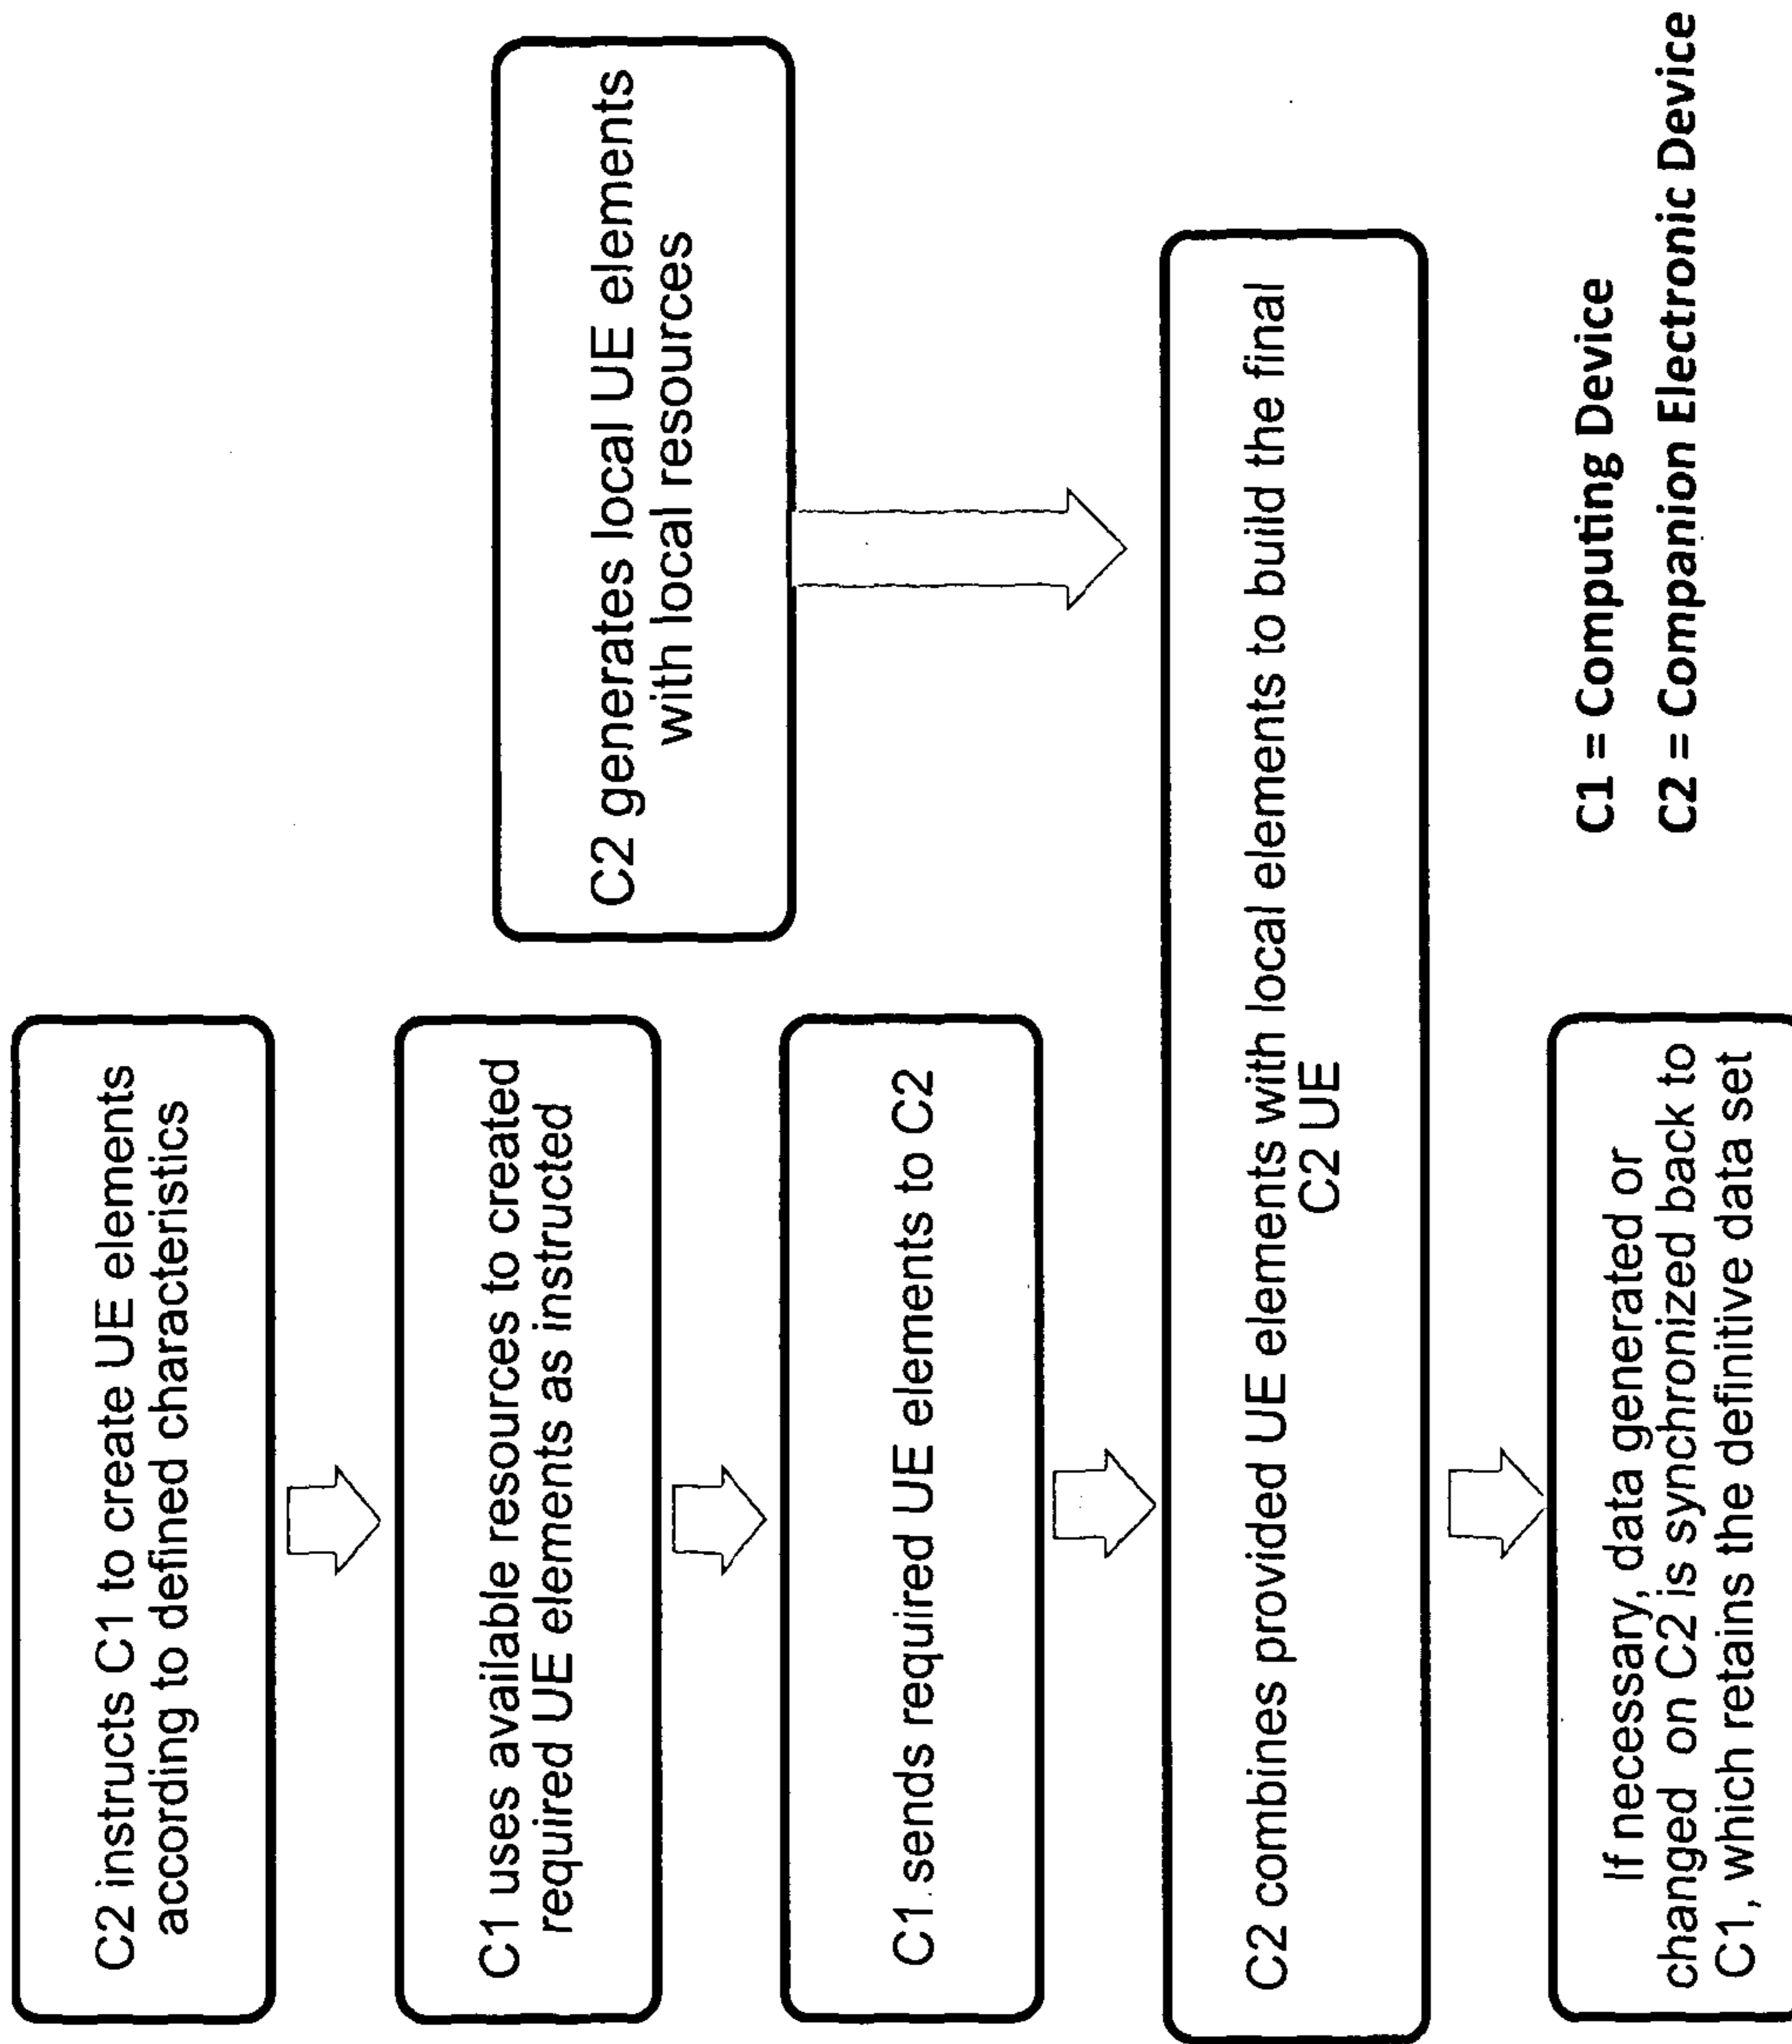 C2 instructs C1 to create UE elements
according to defined characteristics
C1 uses available resources to created
required UE elements as instructed
C1 sends required UE elements to C2
C2 generates local UE elements
with local resources
C2 combines provided UE elements with local elements to build the final
C2 UE
If necessary, data generated or
changed on C2 is synchronized back to
C1, which retains the definitive data set
C1 = Computing Device
C2 = Companion Electronic Device